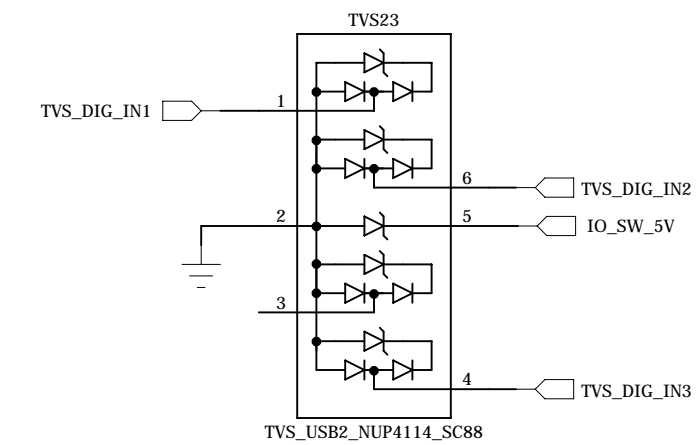 TVS23
TVS_DIG_IN1
1
6
TVS_DIG_IN2
2
5
IO_SW_5V
3
4
TVS_DIG_IN3
TVS_USB2_NUP4114_SC88